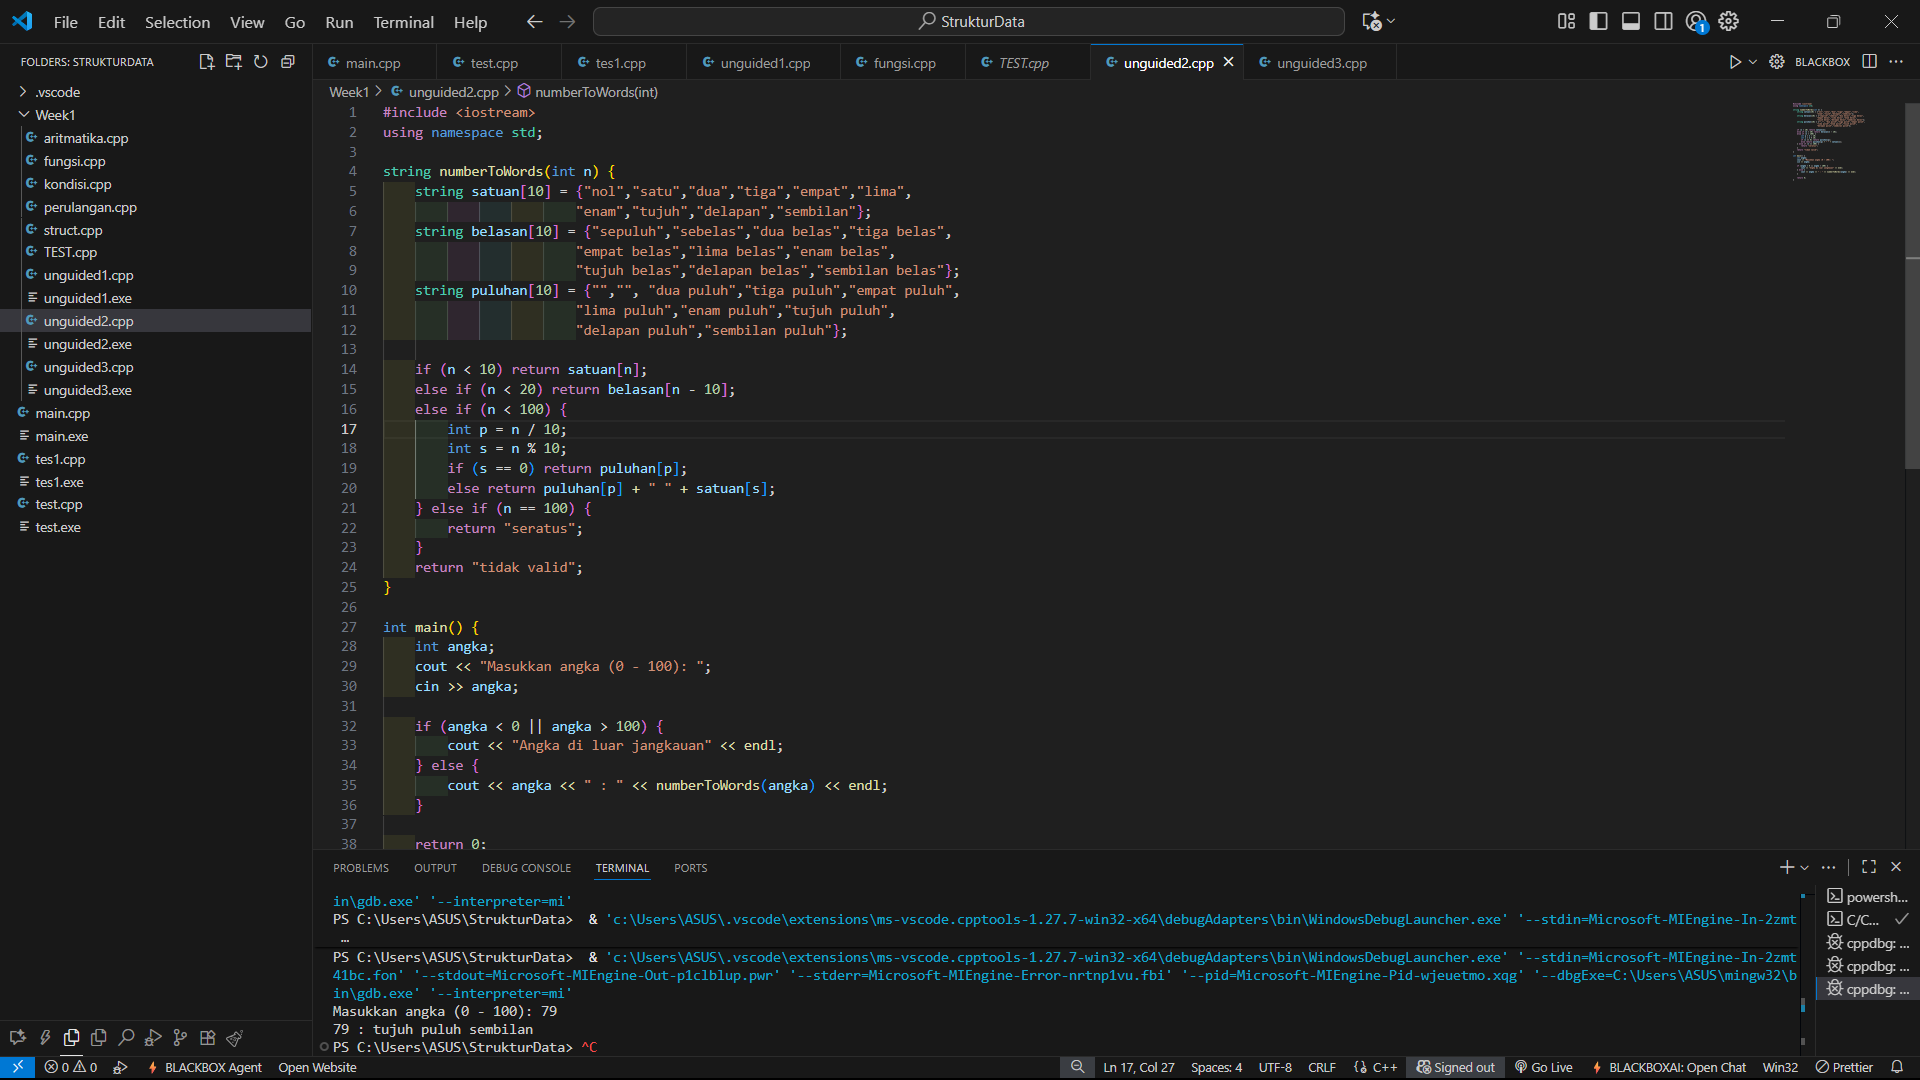 File Edit Selection View Go Run Terminal Help
StrukturData
FOLDERS: STRUKTURDATA
main.cpp test.cpp tes1.cpp unguided1.cpp fungsi.cpp TEST.cpp unguided2.cpp unguided3.cpp
BLACKBOX
.vscode
Week1
aritmatika.cpp
fungsi.cpp
kondisi.cpp
perulangan.cpp
struct.cpp
TEST.cpp
unguided1.cpp
unguided1.exe
unguided2.cpp
unguided2.exe
unguided3.cpp
unguided3.exe
main.cpp
main.exe
tes1.cpp
tes1.exe
test.cpp
test.exe
Week1 > unguided2.cpp > numberToWords(int)
1 #include <iostream>
2 using namespace std;
3
4 string numberToWords(int n) {
5 string satuan[10] = {"nol","satu","dua","tiga","empat","lima",
6 "enam","tujuh","delapan","sembilan"};
7 string belasan[10] = {"sepuluh","sebelas","dua belas","tiga belas",
8 "empat belas","lima belas","enam belas",
9 "tujuh belas","delapan belas","sembilan belas"};
10 string puluhan[10] = {"","", "dua puluh","tiga puluh","empat puluh",
11 "lima puluh","enam puluh","tujuh puluh",
12 "delapan puluh","sembilan puluh"};
13
14 if (n < 10) return satuan[n];
15 else if (n < 20) return belasan[n - 10];
16 else if (n < 100) {
17 int p = n / 10;
18 int s = n % 10;
19 if (s == 0) return puluhan[p];
20 else return puluhan[p] + " " + satuan[s];
21 } else if (n == 100) {
22 return "seratus";
23 }
24 return "tidak valid";
25 }
26
27 int main() {
28 int angka;
29 cout << "Masukkan angka (0 - 100): ";
30 cin >> angka;
31
32 if (angka < 0 || angka > 100) {
33 cout << "Angka di luar jangkauan" << endl;
34 } else {
35 cout << angka << " : " << numberToWords(angka) << endl;
36 }
37
38 return 0;
PROBLEMS OUTPUT DEBUG CONSOLE TERMINAL PORTS
in\gdb.exe' '--interpreter=mi'
PS C:\Users\ASUS\StrukturData> & 'c:\Users\ASUS\.vscode\extensions\ms-vscode.cpptools-1.27.7-win32-x64\debugAdapters\bin\WindowsDebugLauncher.exe' '--stdin=Microsoft-MIEngine-In-2zmt
…
PS C:\Users\ASUS\StrukturData> & 'c:\Users\ASUS\.vscode\extensions\ms-vscode.cpptools-1.27.7-win32-x64\debugAdapters\bin\WindowsDebugLauncher.exe' '--stdin=Microsoft-MIEngine-In-2zmt
41bc.fon' '--stdout=Microsoft-MIEngine-Out-p1clblup.pwr' '--stderr=Microsoft-MIEngine-Error-nrtnp1vu.fbi' '--pid=Microsoft-MIEngine-Pid-wjeuetmo.xqg' '--dbgExe=C:\Users\ASUS\mingw32\b
in\gdb.exe' '--interpreter=mi'
Masukkan angka (0 - 100): 79
79 : tujuh puluh sembilan
PS C:\Users\ASUS\StrukturData> ^C
powersh...
C/C...
cppdbg: ...
cppdbg: ...
cppdbg: ...
0 0 BLACKBOX Agent Open Website Ln 17, Col 27 Spaces: 4 UTF-8 CRLF {} C++ Signed out Go Live BLACKBOXAI: Open Chat Win32 Prettier